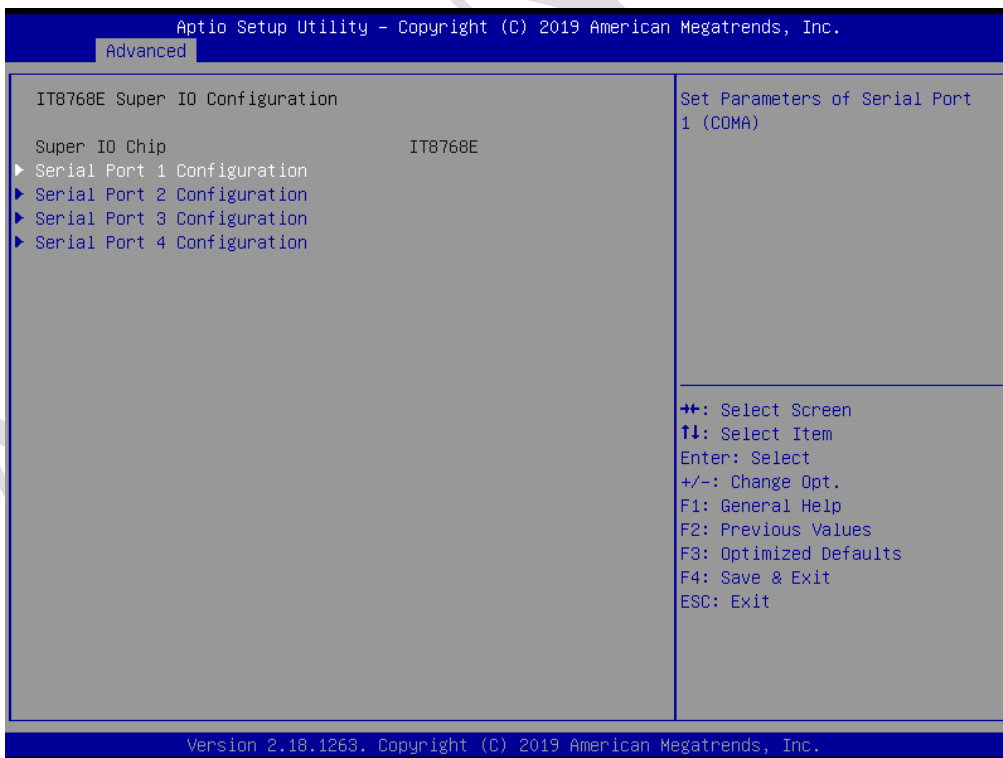 Aptio Setup Utility – Copyright (C) 2019 American Megatrends, Inc.
Advanced
IT8768E Super IO Configuration
Super IO Chip IT8768E
▶ Serial Port 1 Configuration
▶ Serial Port 2 Configuration
▶ Serial Port 3 Configuration
▶ Serial Port 4 Configuration
Set Parameters of Serial Port
1 (COMA)
→←: Select Screen
↑↓: Select Item
Enter: Select
+/-: Change Opt.
F1: General Help
F2: Previous Values
F3: Optimized Defaults
F4: Save & Exit
ESC: Exit
Version 2.18.1263. Copyright (C) 2019 American Megatrends, Inc.